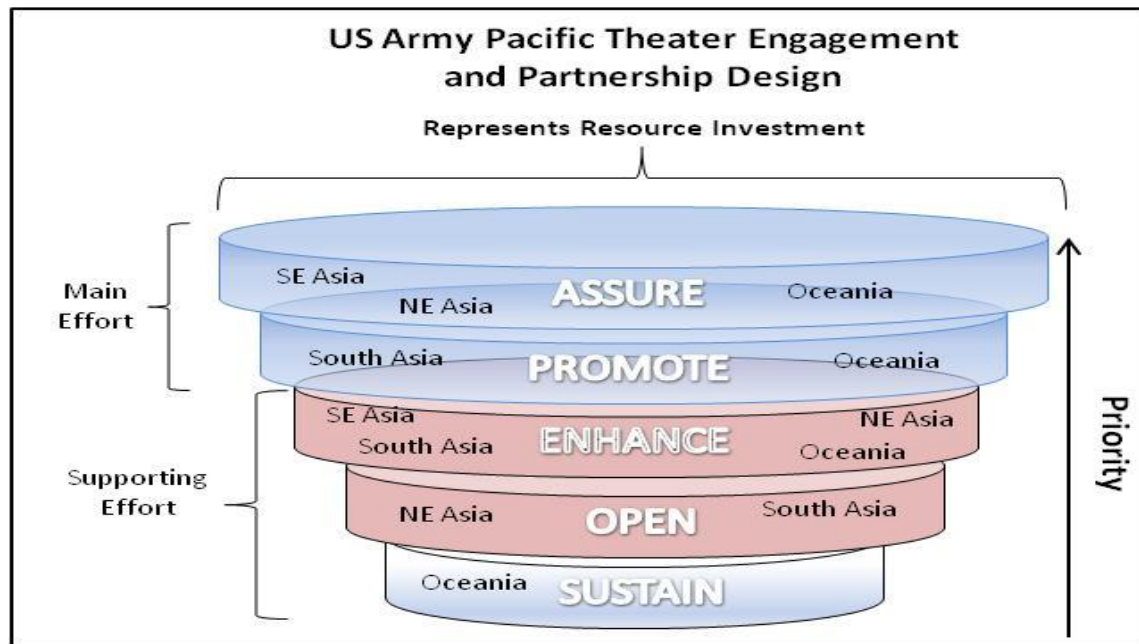 US Army Pacific Theater Engagement
and Partnership Design
Represents Resource Investment
Main
Effort
SE Asia
NE Asia
ASSURE
Oceania
South Asia
PROMOTE
Oceania
Supporting
Effort
SE Asia
South Asia
ENHANCE
NE Asia
Oceania
NE Asia
OPEN
South Asia
Oceania
SUSTAIN
Priority